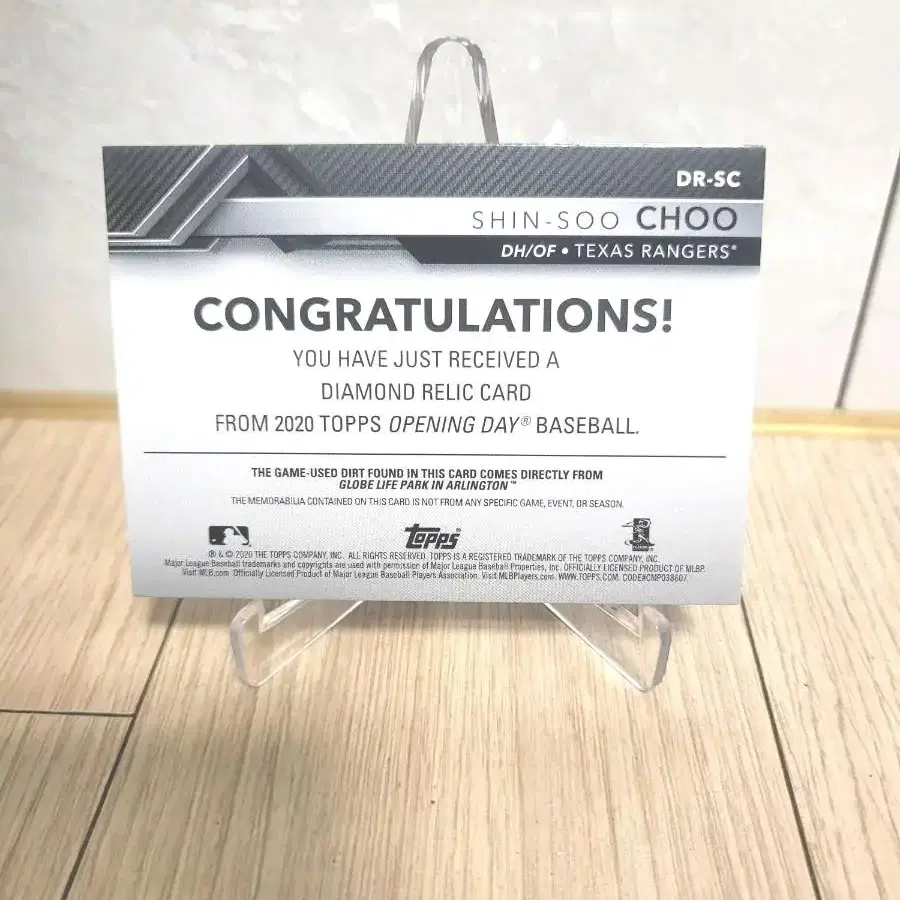 DR-SC
SHIN-SOO CHOO
DH/OF • TEXAS RANGERS®
CONGRATULATIONS!
YOU HAVE JUST RECEIVED A
DIAMOND RELIC CARD
FROM 2020 TOPPS OPENING DAY® BASEBALL.
THE GAME-USED DIRT FOUND IN THIS CARD COMES DIRECTLY FROM
GLOBE LIFE PARK IN ARLINGTON™
THE MEMORABILIA CONTAINED ON THIS CARD IS NOT FROM ANY SPECIFIC GAME, EVENT, OR SEASON.
topps®
® & © 2020 THE TOPPS COMPANY, INC. ALL RIGHTS RESERVED. TOPPS IS A REGISTERED TRADEMARK OF THE TOPPS COMPANY, INC.
Major League Baseball trademarks and copyrights are used with permission of Major League Baseball Properties, Inc. OFFICIALLY LICENSED PRODUCT OF MLBP.
Visit MLB.com. Officially Licensed Product of Major League Baseball Players Association. Visit MLBPlayers.com. WWW.TOPPS.COM. CODE#CMP038607